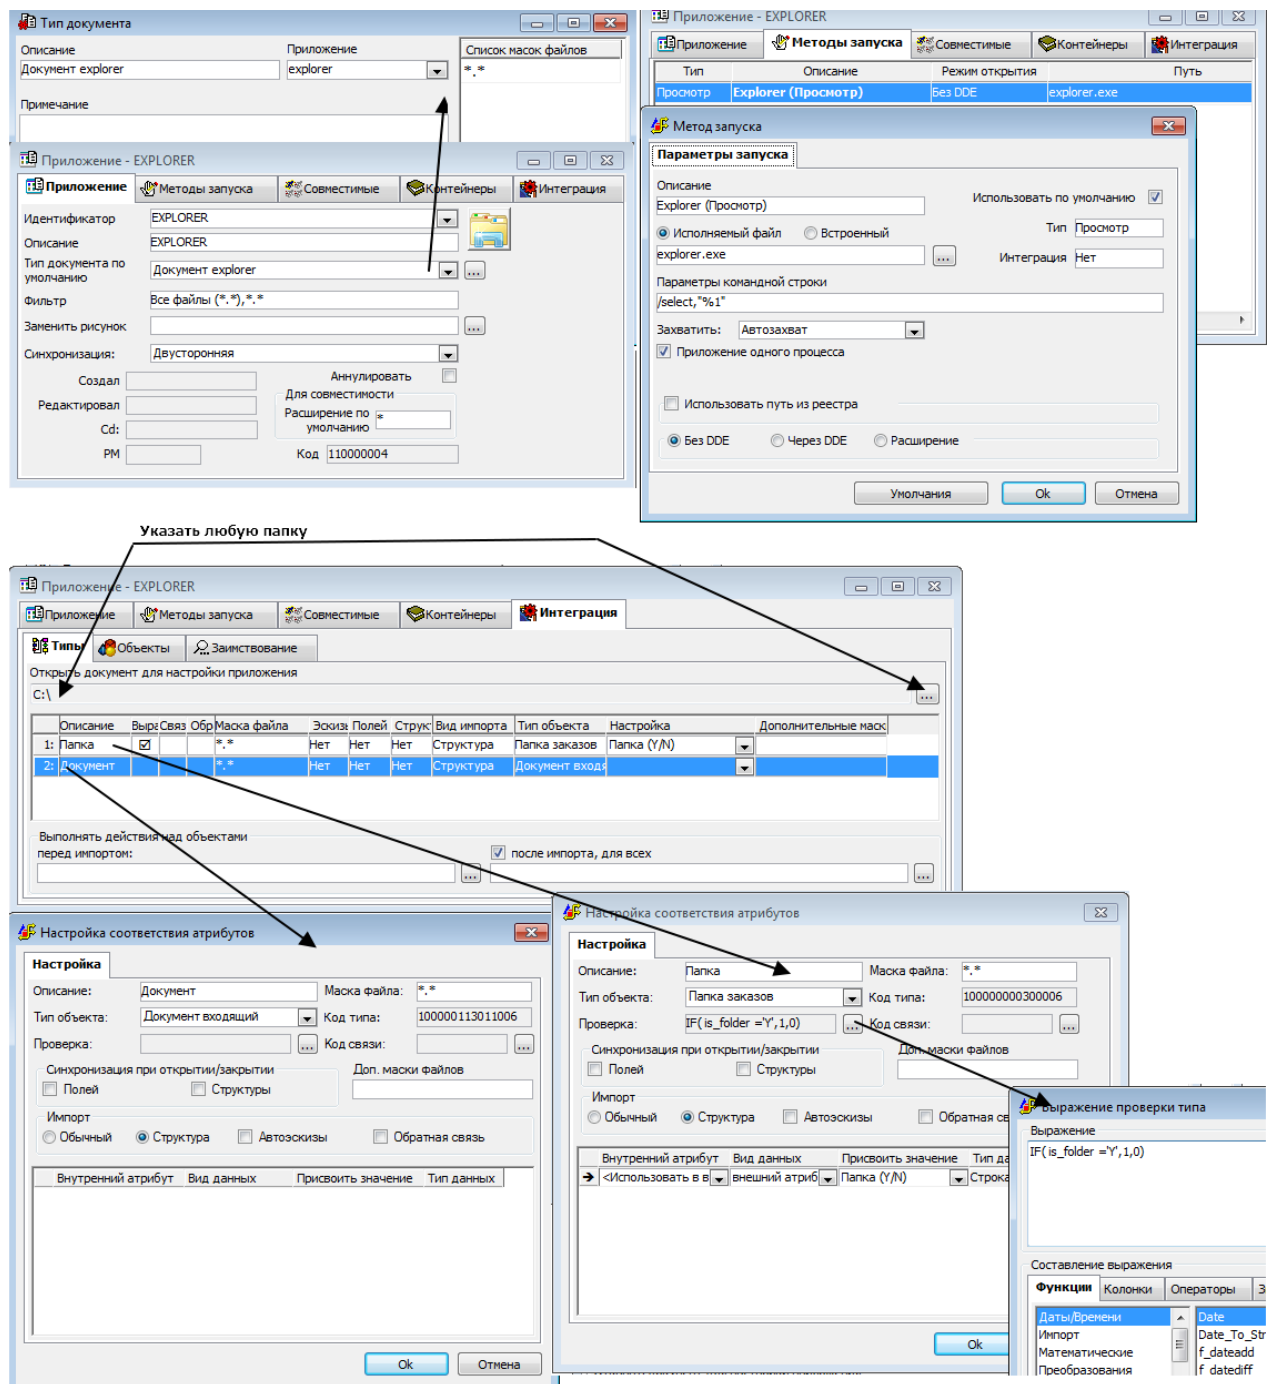 Тип документа
Описание
Приложение
Список масок файлов
Документ explorer
explorer
*.*
Примечание
Приложение - EXPLORER
Приложение
Методы запуска
Совместимые
Контейнеры
Интеграция
Идентификатор
EXPLORER
Описание
EXPLORER
Тип документа по
умолчанию
Документ explorer
...
Фильтр
Все файлы (*.*),*.*
Заменить рисунок
...
Синхронизация:
Двусторонняя
Создал
Аннулировать
Редактировал
Для совместимости
Расширение по
умолчанию
*
Cd:
PM
Код 110000004
Приложение - EXPLORER
Приложение
Методы запуска
Совместимые
Контейнеры
Интеграция
Тип
Описание
Режим открытия
Путь
Просмотр
Explorer (Просмотр)
Без DDE
explorer.exe
Метод запуска
Параметры запуска
Описание
Explorer (Просмотр)
Использовать по умолчанию
Исполняемый файл
Встроенный
Тип Просмотр
explorer.exe
...
Интеграция Нет
Параметры командной строки
/select,"%1"
Захватить:
Автозахват
Приложение одного процесса
Использовать путь из реестра
Без DDE
Через DDE
Расширение
Умолчания
Ok
Отмена
Указать любую папку
Приложение - EXPLORER
Приложение
Методы запуска
Совместимые
Контейнеры
Интеграция
Типы
Объекты
Заимствование
Открыть документ для настройки приложения
C:\
...
Описание
Выра
Связ
Обр
Маска файла
Эскизы
Полей
Струк
Вид импорта
Тип объекта
Настройка
Дополнительные маск
1: Папка *.* Нет Нет Нет Структура Папка заказов Папка (Y/N)
2: Документ *.* Нет Нет Нет Структура Документ входя
Выполнять действия над объектами
перед импортом:
после импорта, для всех
...
...
Настройка соответствия атрибутов
Настройка
Описание:
Документ
Маска файла:
*.*
Тип объекта:
Документ входящий
Код типа:
100000113011006
Проверка:
...
Код связи:
...
Синхронизация при открытии/закрытии
Доп. маски файлов
Полей
Структуры
Импорт
Обычный
Структура
Автоэскизы
Обратная связь
Внутренний атрибут
Вид данных
Присвоить значение
Тип данных
Ok
Отмена
Настройка соответствия атрибутов
Настройка
Описание:
Папка
Маска файла:
*.*
Тип объекта:
Папка заказов
Код типа:
100000000300006
Проверка:
IF( is_folder ='Y',1,0)
...
Код связи:
...
Синхронизация при открытии/закрытии
Доп. маски файлов
Полей
Структуры
Импорт
Обычный
Структура
Автоэскизы
Обратная св
Внутренний атрибут
Вид данных
Присвоить значение
Тип да
<Использовать в в
внешний атриб
Папка (Y/N)
Строка
Ok
Выражение проверки типа
Выражение
IF( is_folder ='Y',1,0)
Составление выражения
Функции
Колонки
Операторы
З
Даты/Времени
Импорт
Математические
Преобразования
Date
Date_To_Str
f_dateadd
f_datediff